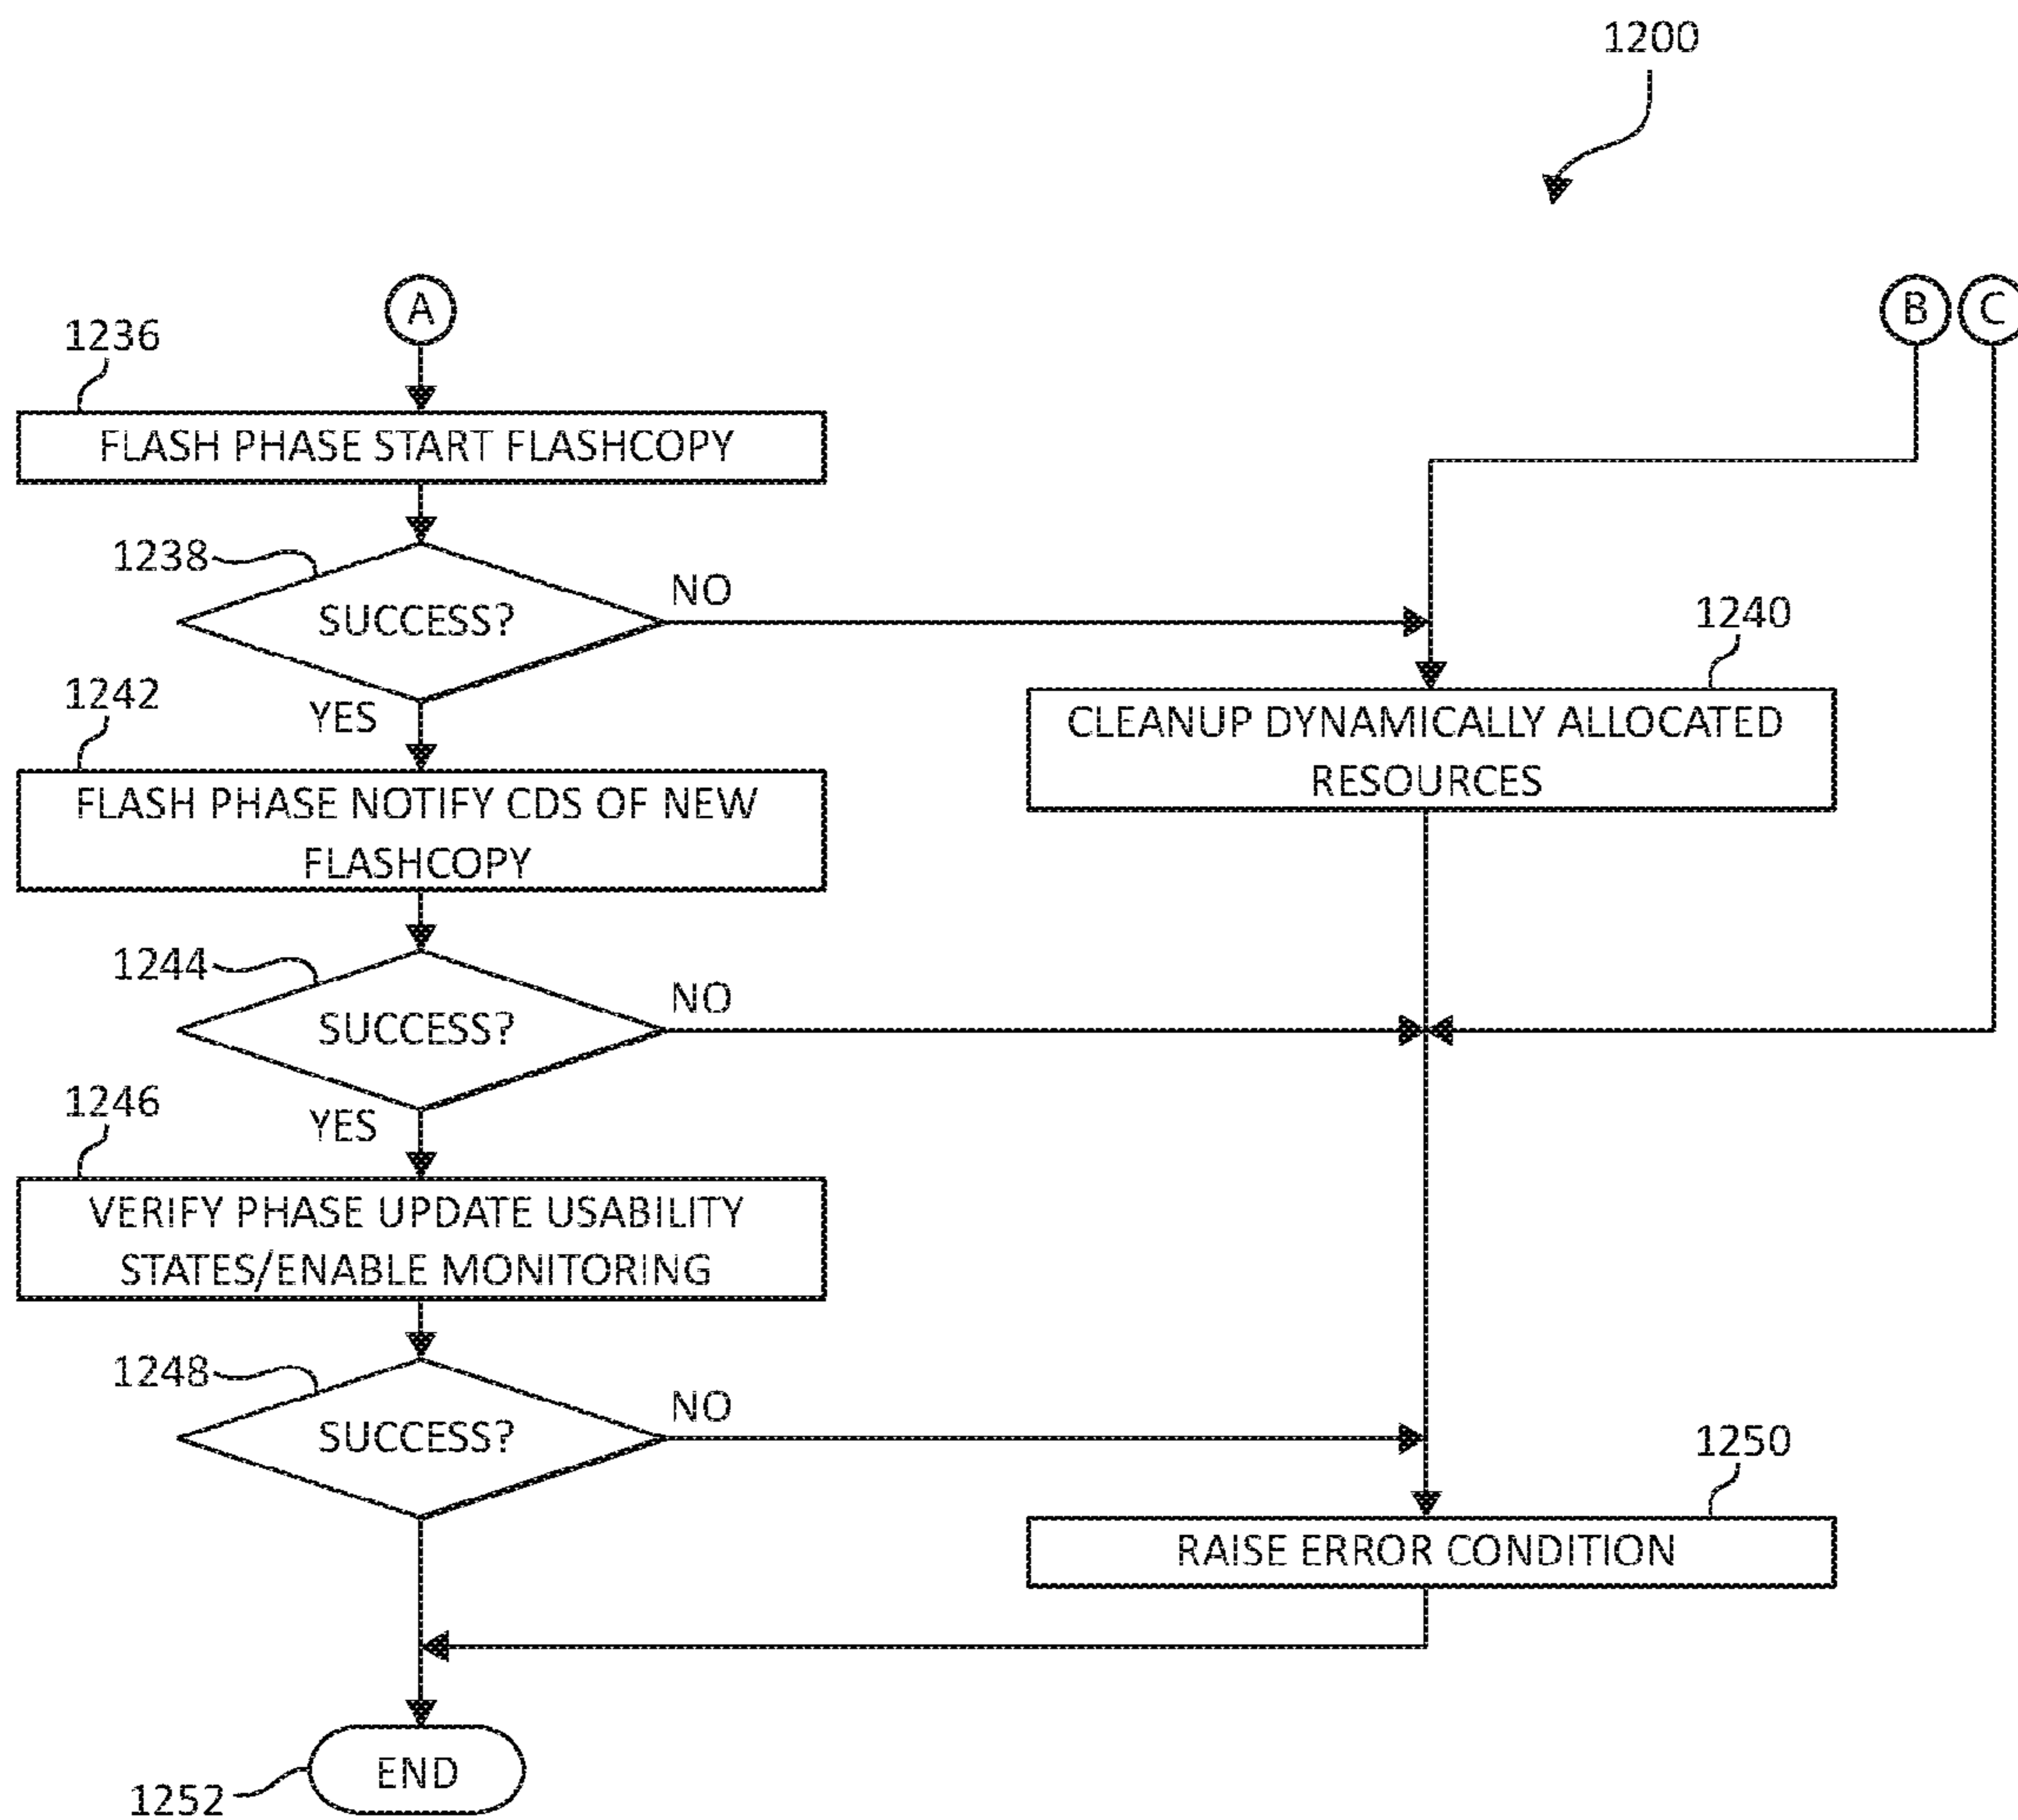 1200
A
B
C
1236
FLASH PHASE START FLASHCOPY
1238
SUCCESS?
NO
YES
1240
CLEANUP DYNAMICALLY ALLOCATED
RESOURCES
1242
FLASH PHASE NOTIFY CDS OF NEW
FLASHCOPY
1244
SUCCESS?
NO
YES
1246
VERIFY PHASE UPDATE USABILITY
STATES/ENABLE MONITORING
1248
SUCCESS?
NO
1250
RAISE ERROR CONDITION
END
1252